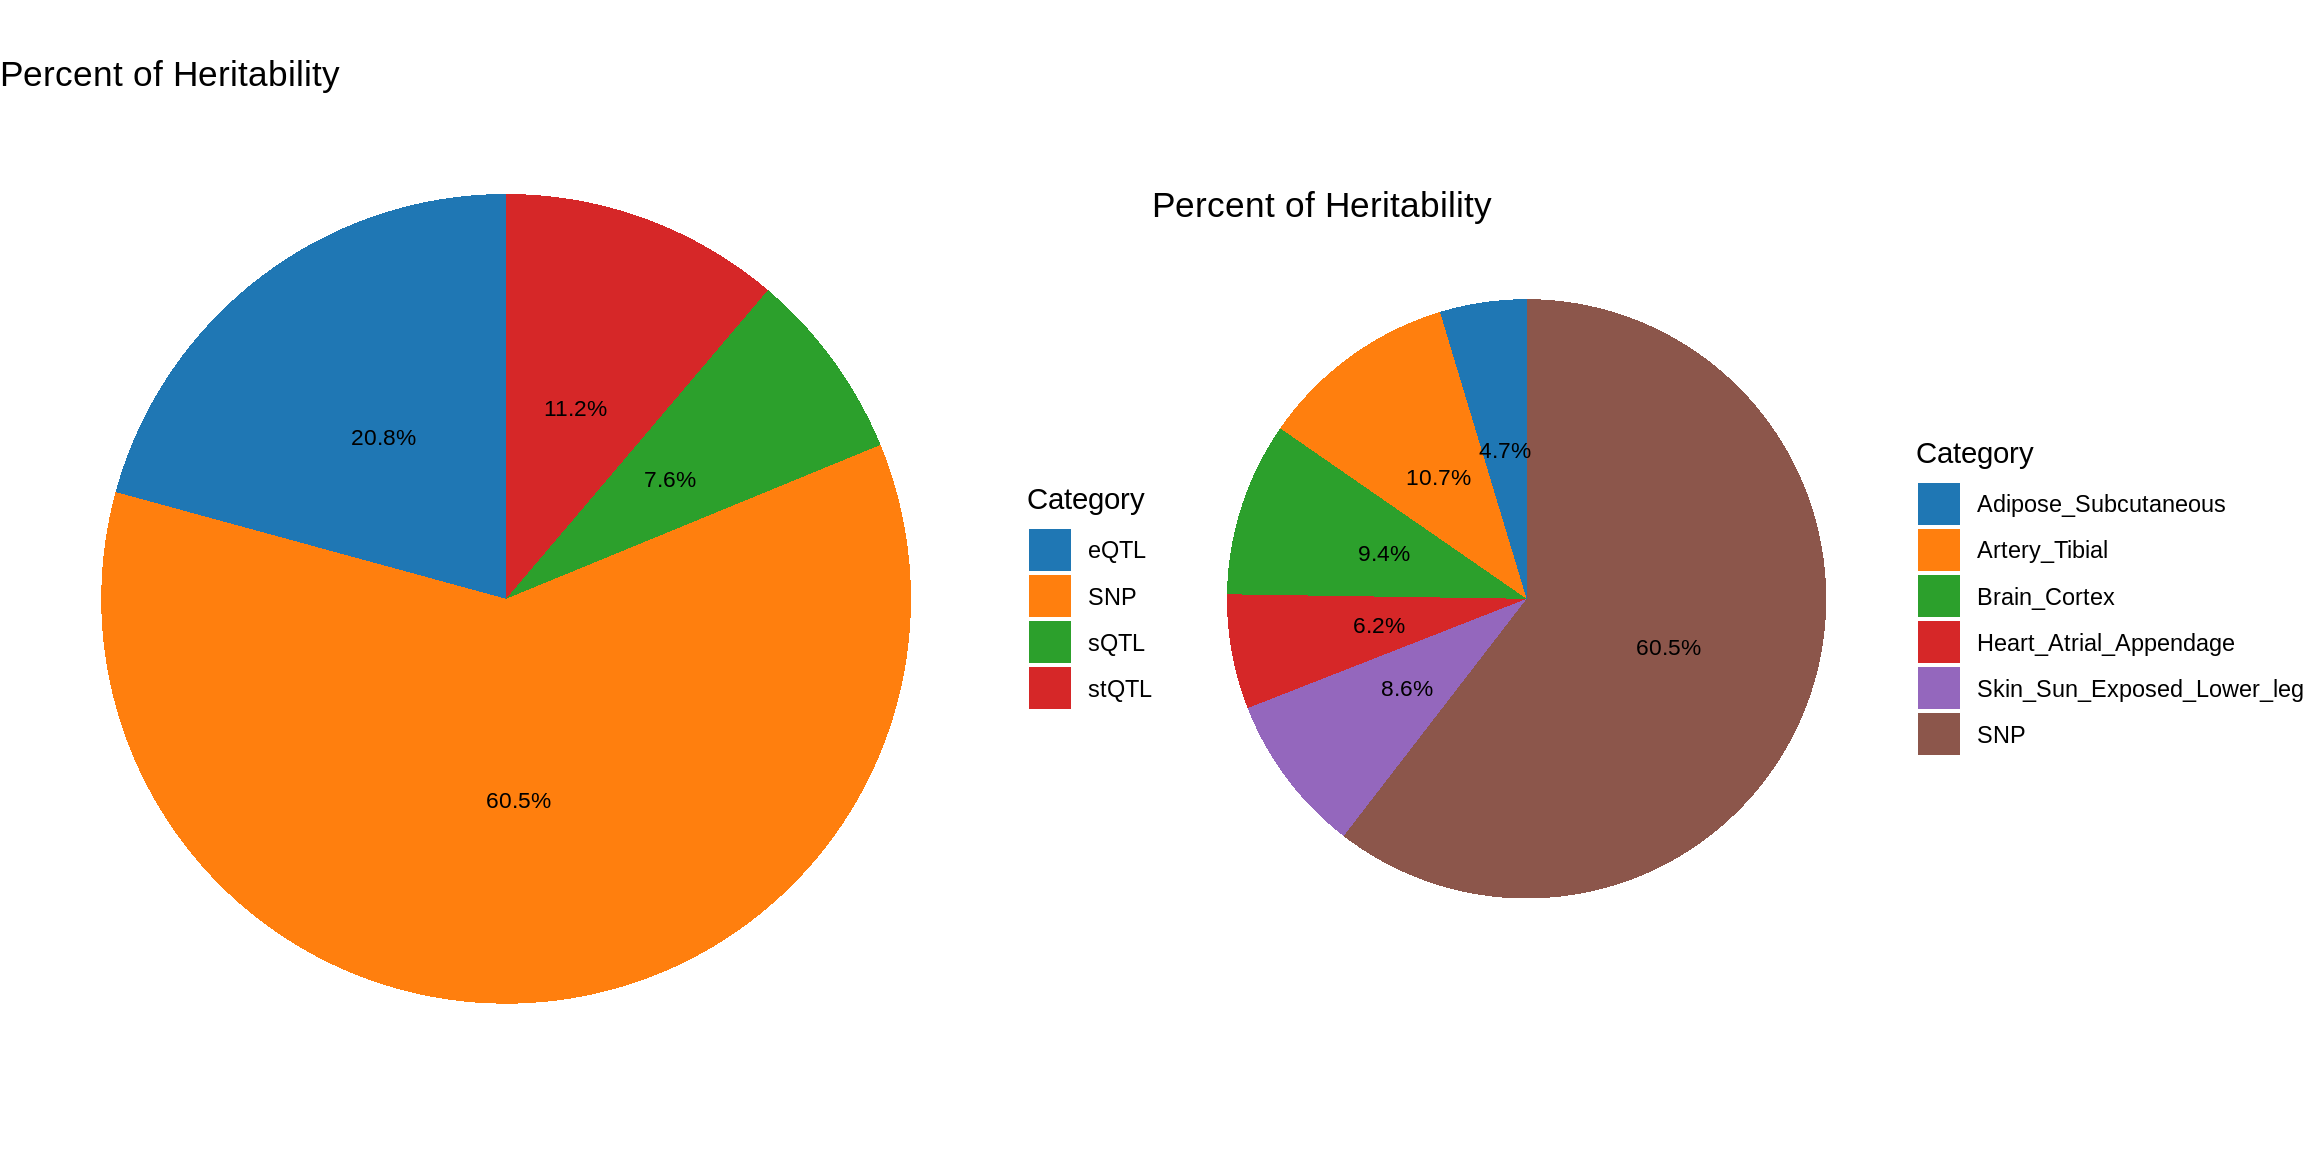 Percent of Heritability
11.2%
20.8%
7.6%
60.5%
Category
eQTL
SNP
sQTL
stQTL
Percent of Heritability
4.7%
10.7%
9.4%
6.2%
60.5%
8.6%
Category
Adipose_Subcutaneous
Artery_Tibial
Brain_Cortex
Heart_Atrial_Appendage
Skin_Sun_Exposed_Lower_leg
SNP